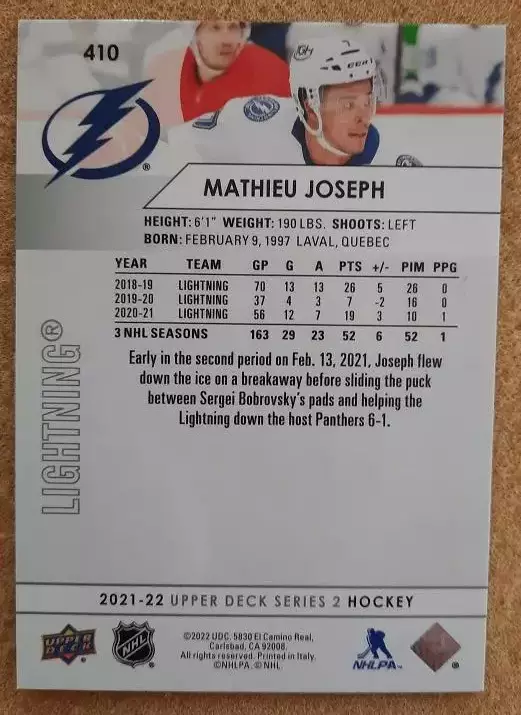 410
CCM
®
MATHIEU JOSEPH
HEIGHT: 6'1" WEIGHT: 190 LBS. SHOOTS: LEFT
BORN: FEBRUARY 9, 1997 LAVAL, QUEBEC
YEAR TEAM GP G A PTS +/- PIM PPG
2018-19 LIGHTNING 70 13 13 26 5 26 0
2019-20 LIGHTNING 37 4 3 7 -2 16 0
2020-21 LIGHTNING 56 12 7 19 3 10 1
3 NHL SEASONS 163 29 23 52 6 52 1
Early in the second period on Feb. 13, 2021, Joseph flew
down the ice on a breakaway before sliding the puck
between Sergei Bobrovsky's pads and helping the
Lightning down the host Panthers 6-1.
LIGHTNING®
2021-22 UPPER DECK SERIES 2 HOCKEY
UPPER DECK
NHL
©2022 UDC. 5830 El Camino Real,
Carlsbad, CA 92008.
All rights reserved. Printed in Italy.
©NHLPA. © NHL
NHLPA™
®